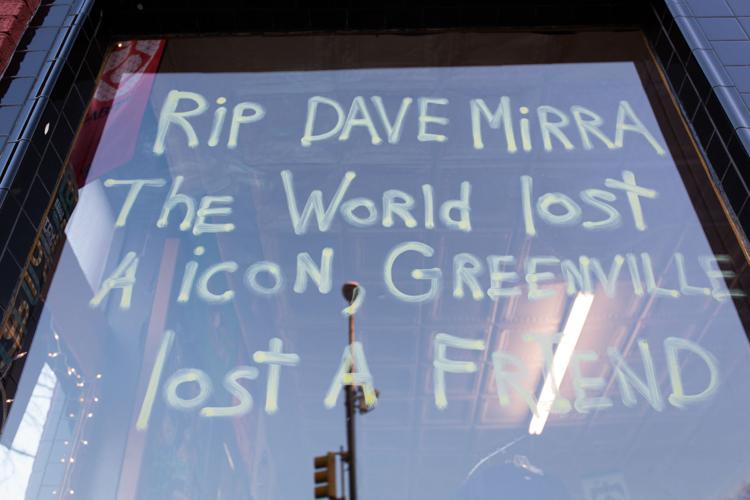 RiP DAVE MiRRA
The World lost
A icon, GREENVILLE
lost A FRIEND